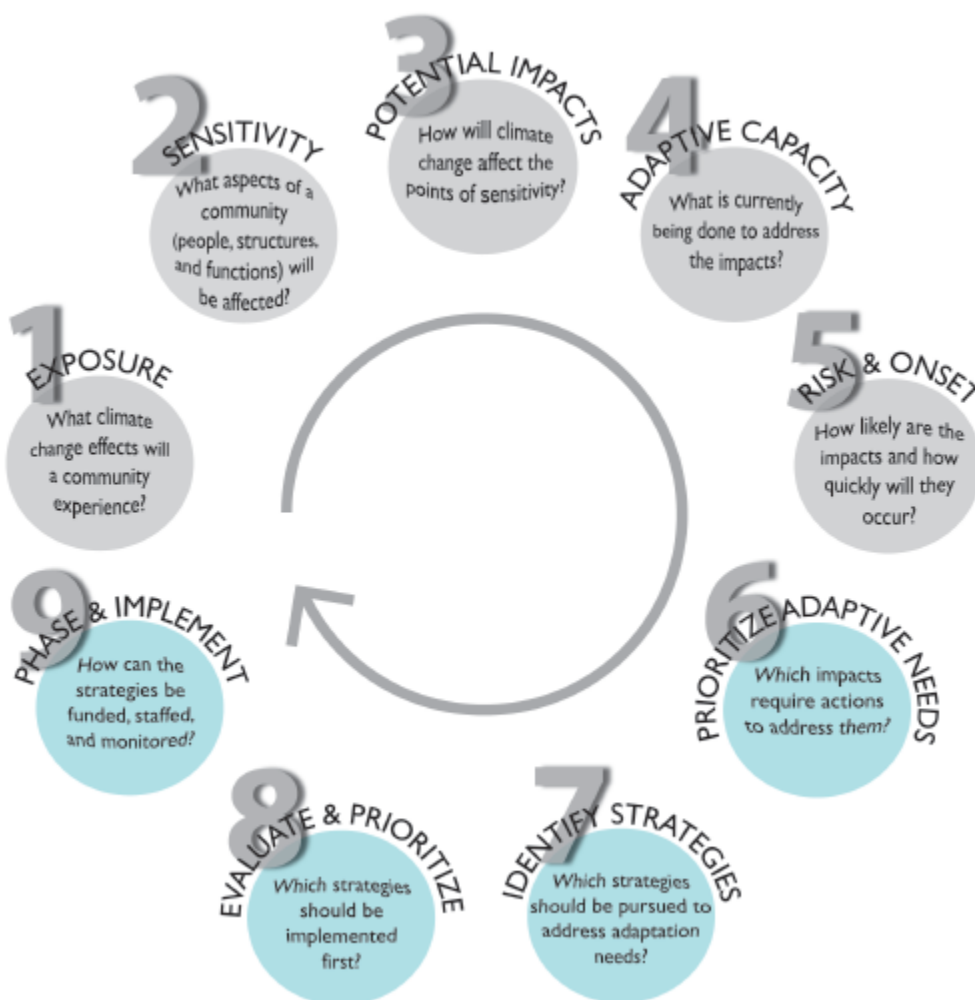 1
EXPOSURE
What climate
change effects will
a community
experience?
2
SENSITIVITY
What aspects of a
community
(people, structures,
and functions) will
be affected?
3
POTENTIAL IMPACTS
How will climate
change affect the
points of sensitivity?
4
ADAPTIVE CAPACITY
What is currently
being done to address
the impacts?
5
RISK & ONSET
How likely are the
impacts and how
quickly will they
occur?
6
PRIORITIZE ADAPTIVE NEEDS
Which impacts
require actions
to address them?
7
IDENTIFY STRATEGIES
Which strategies
should be pursued to
address adaptation
needs?
8
EVALUATE & PRIORITIZE
Which strategies
should be
implemented
first?
9
PHASE & IMPLEMENT
How can the
strategies be
funded, staffed,
and monitored?